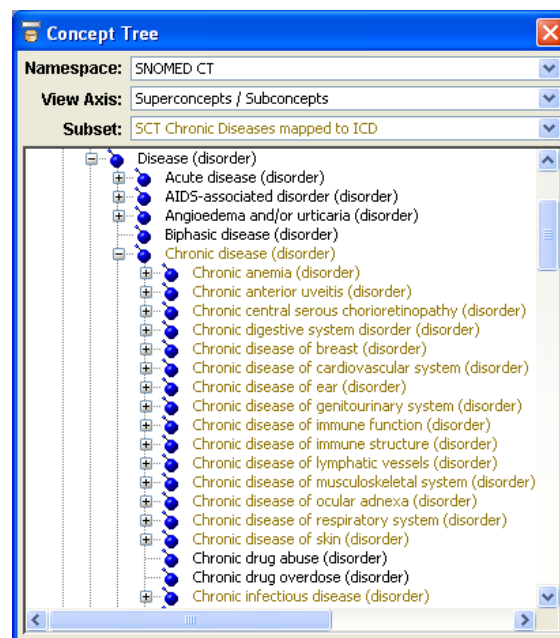 Concept Tree
Namespace: SNOMED CT
View Axis: Superconcepts / Subconcepts
Subset: SCT Chronic Diseases mapped to ICD
Disease (disorder)
Acute disease (disorder)
AIDS-associated disorder (disorder)
Angioedema and/or urticaria (disorder)
Biphasic disease (disorder)
Chronic disease (disorder)
Chronic anemia (disorder)
Chronic anterior uveitis (disorder)
Chronic central serous chorioretinopathy (disorder)
Chronic digestive system disorder (disorder)
Chronic disease of breast (disorder)
Chronic disease of cardiovascular system (disorder)
Chronic disease of ear (disorder)
Chronic disease of genitourinary system (disorder)
Chronic disease of immune function (disorder)
Chronic disease of immune structure (disorder)
Chronic disease of lymphatic vessels (disorder)
Chronic disease of musculoskeletal system (disorder)
Chronic disease of ocular adnexa (disorder)
Chronic disease of respiratory system (disorder)
Chronic disease of skin (disorder)
Chronic drug abuse (disorder)
Chronic drug overdose (disorder)
Chronic infectious disease (disorder)